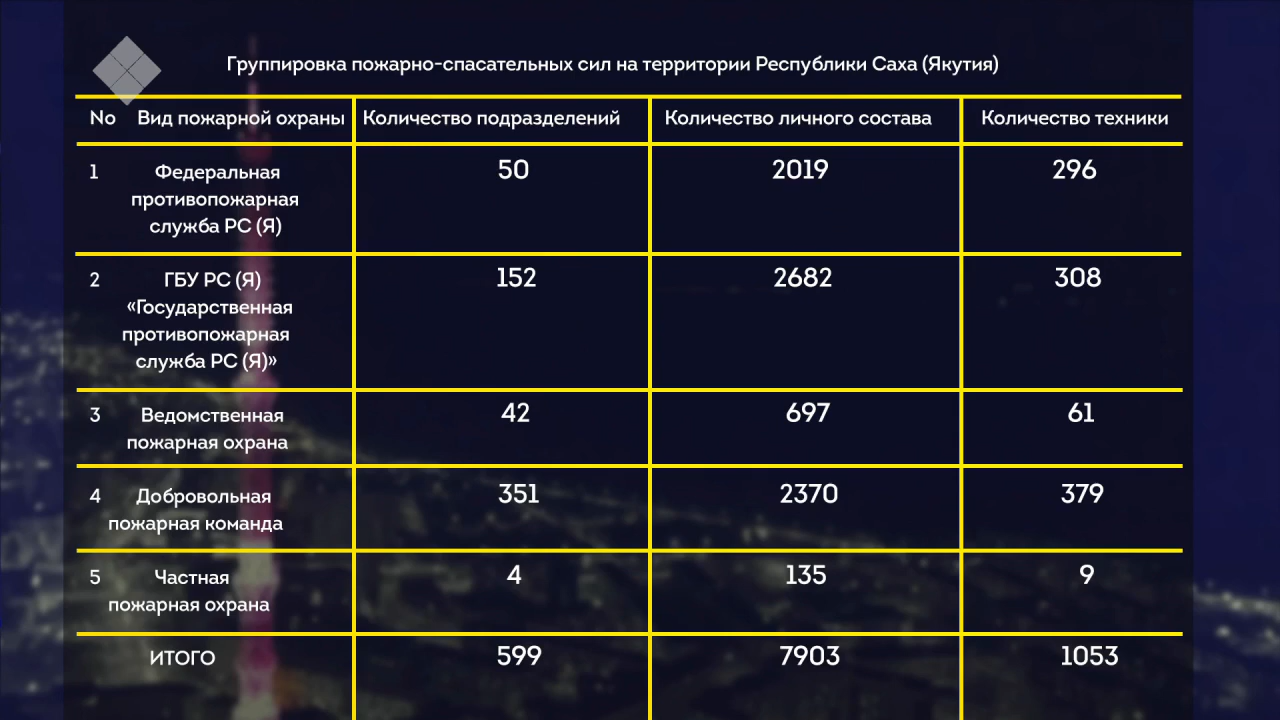 Группировка пожарно-спасательных сил на территории Республики Саха (Якутия)
No Вид пожарной охраны Количество подразделений Количество личного состава Количество техники
1 Федеральная 50 2019 296
противопожарная
служба РС (Я)
2 ГБУ РС (Я) 152 2682 308
«Государственная
противопожарная
служба РС (Я)»
3 Ведомственная 42 697 61
пожарная охрана
4 Добровольная 351 2370 379
пожарная команда
5 Частная 4 135 9
пожарная охрана
ИТОГО 599 7903 1053